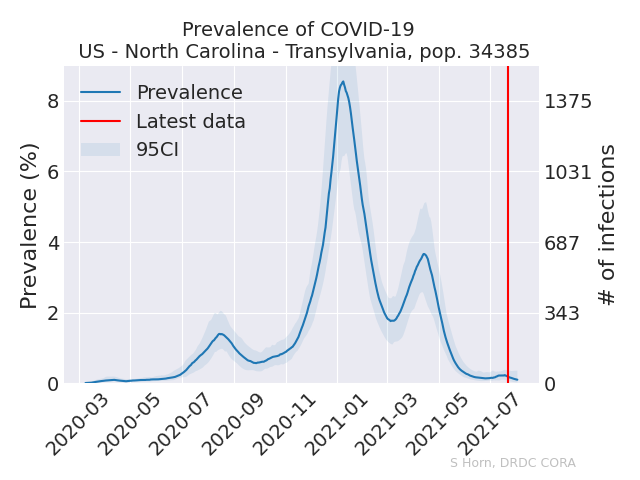 Prevalence of COVID-19
US - North Carolina - Transylvania, pop. 34385
Prevalence
Latest data
95CI
Prevalence (%)
8
6
4
2
0
# of infections
1375
1031
687
343
0
2020-03
2020-05
2020-07
2020-09
2020-11
2021-01
2021-03
2021-05
2021-07
S Horn, DRDC CORA